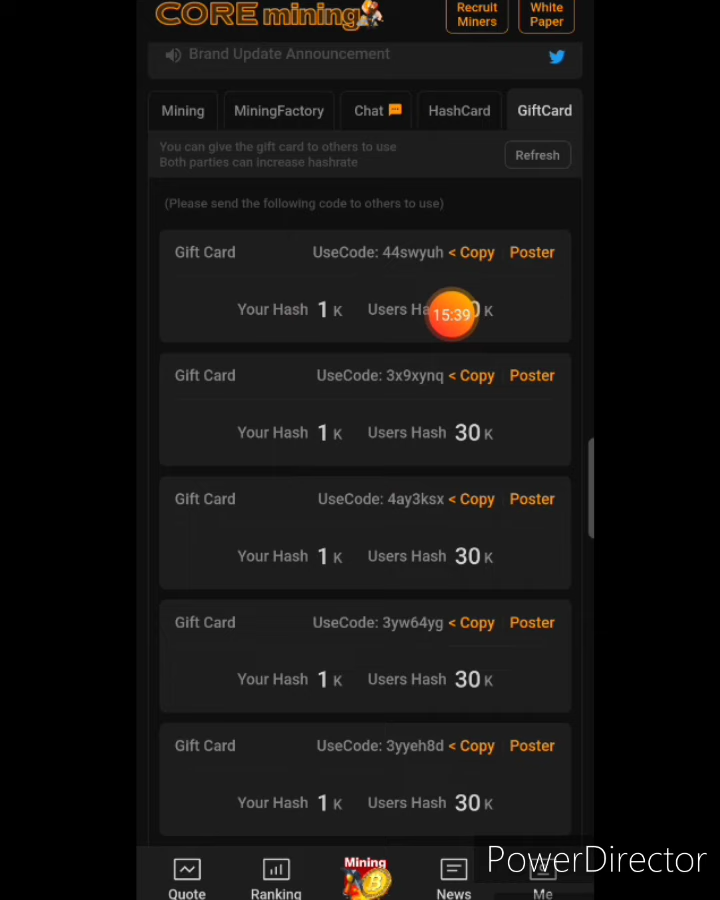 CORE mining
Recruit Miners
White Paper
Brand Update Announcement
Mining MiningFactory Chat HashCard GiftCard
You can give the gift card to others to use
Both parties can increase hashrate
Refresh
(Please send the following code to others to use)
Gift Card UseCode: 44swyuh < Copy Poster
Your Hash 1 K Users K
15:39
Gift Card UseCode: 3x9xynq < Copy Poster
Your Hash 1 K Users Hash 30 K
Gift Card UseCode: 4ay3ksx < Copy Poster
Your Hash 1 K Users Hash 30 K
Gift Card UseCode: 3yw64yg < Copy Poster
Your Hash 1 K Users Hash 30 K
Gift Card UseCode: 3yyeh8d < Copy Poster
Your Hash 1 K Users Hash 30 K
PowerDirector
Mining
Quote Ranking News Me